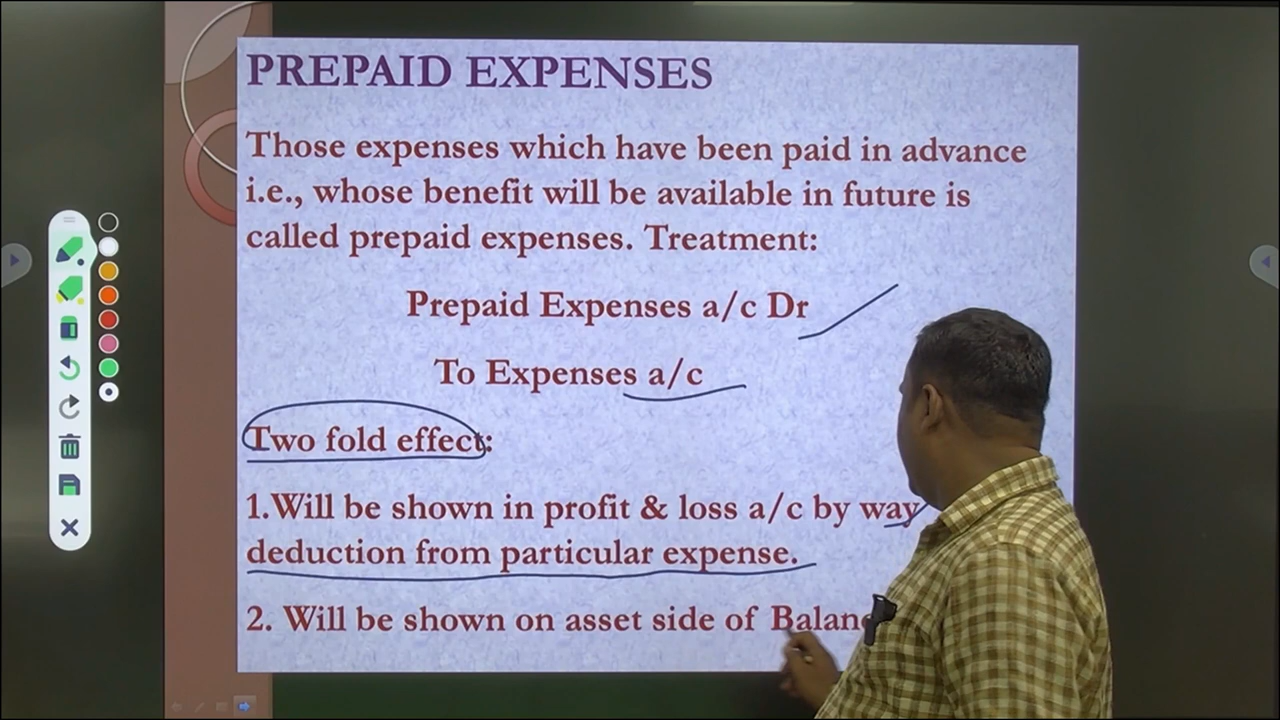 PREPAID EXPENSES
Those expenses which have been paid in advance
i.e., whose benefit will be available in future is
called prepaid expenses. Treatment:
Prepaid Expenses a/c Dr
To Expenses a/c
Two fold effect:
1.Will be shown in profit & loss a/c by way
deduction from particular expense.
2. Will be shown on asset side of